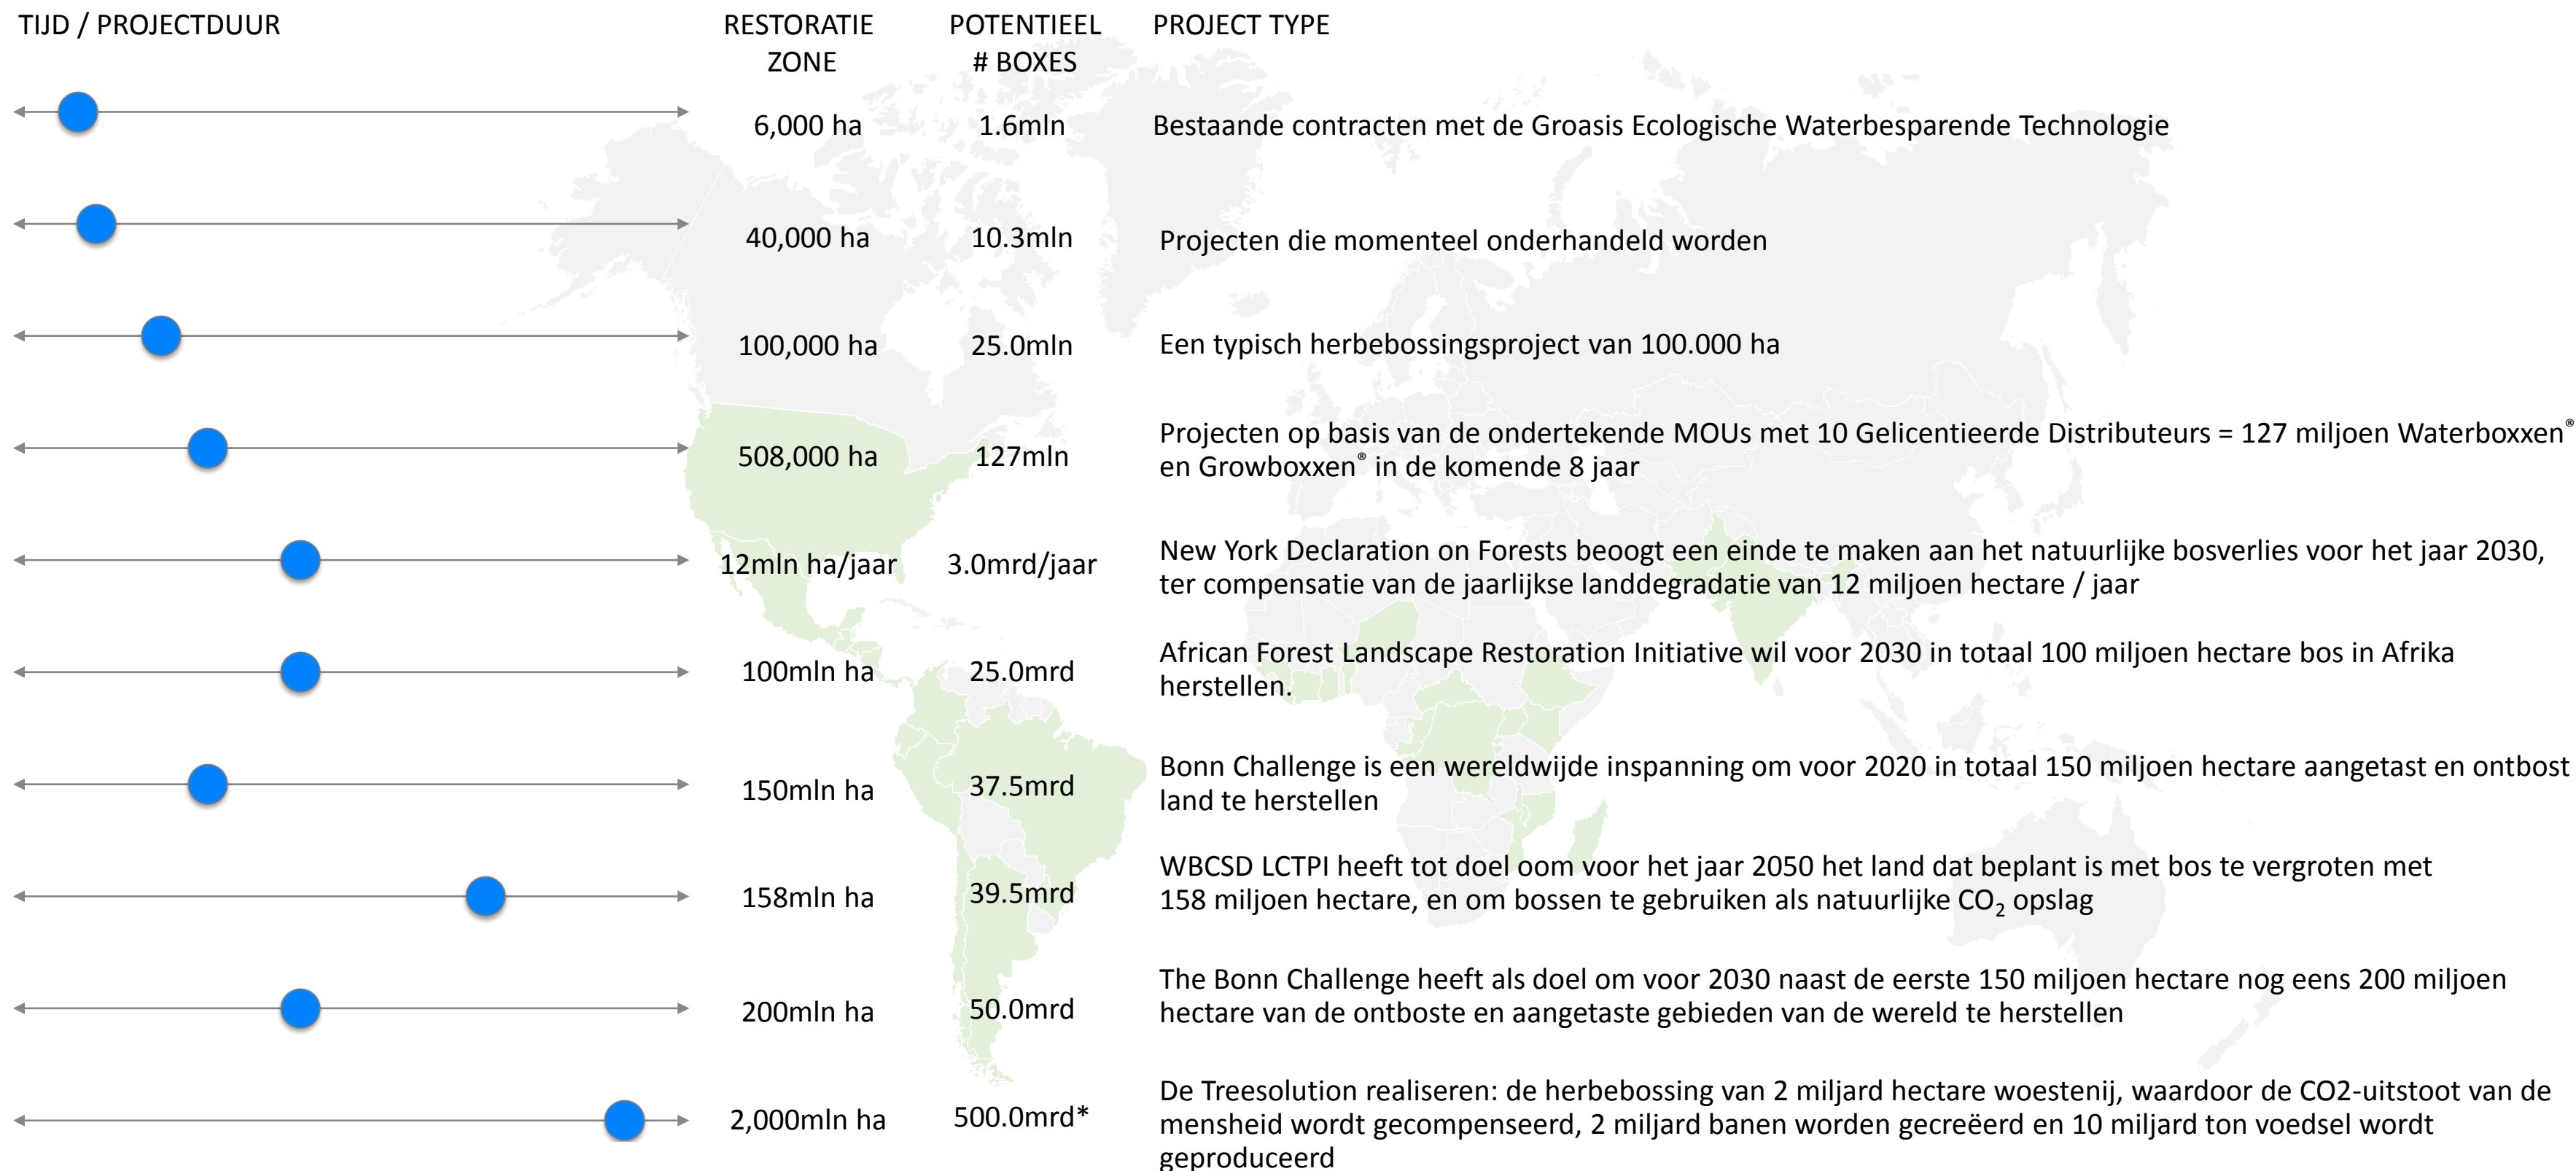 TIJD / PROJECTDUUR
RESTORATIE
ZONE
POTENTIEEL
# BOXES
PROJECT TYPE
6,000 ha
1.6mln
Bestaande contracten met de Groasis Ecologische Waterbesparende Technologie
40,000 ha
10.3mln
Projecten die momenteel onderhandeld worden
100,000 ha
25.0mln
Een typisch herbebossingsproject van 100.000 ha
508,000 ha
127mln
Projecten op basis van de ondertekende MOUs met 10 Gelicentieerde Distributeurs = 127 miljoen Waterboxxen®
en Growboxxen® in de komende 8 jaar
12mln ha/jaar
3.0mrd/jaar
New York Declaration on Forests beoogt een einde te maken aan het natuurlijke bosverlies voor het jaar 2030,
ter compensatie van de jaarlijkse landdegradatie van 12 miljoen hectare / jaar
100mln ha
25.0mrd
African Forest Landscape Restoration Initiative wil voor 2030 in totaal 100 miljoen hectare bos in Afrika
herstellen.
150mln ha
37.5mrd
Bonn Challenge is een wereldwijde inspanning om voor 2020 in totaal 150 miljoen hectare aangetast en ontbost
land te herstellen
158mln ha
39.5mrd
WBCSD LCTPI heeft tot doel oom voor het jaar 2050 het land dat beplant is met bos te vergroten met
158 miljoen hectare, en om bossen te gebruiken als natuurlijke CO₂ opslag
200mln ha
50.0mrd
The Bonn Challenge heeft als doel om voor 2030 naast de eerste 150 miljoen hectare nog eens 200 miljoen
hectare van de ontboste en aangetaste gebieden van de wereld te herstellen
2,000mln ha
500.0mrd*
De Treesolution realiseren: de herbebossing van 2 miljard hectare woestenij, waardoor de CO2-uitstoot van de
mensheid wordt gecompenseerd, 2 miljard banen worden gecreëerd en 10 miljard ton voedsel wordt
geproduceerd